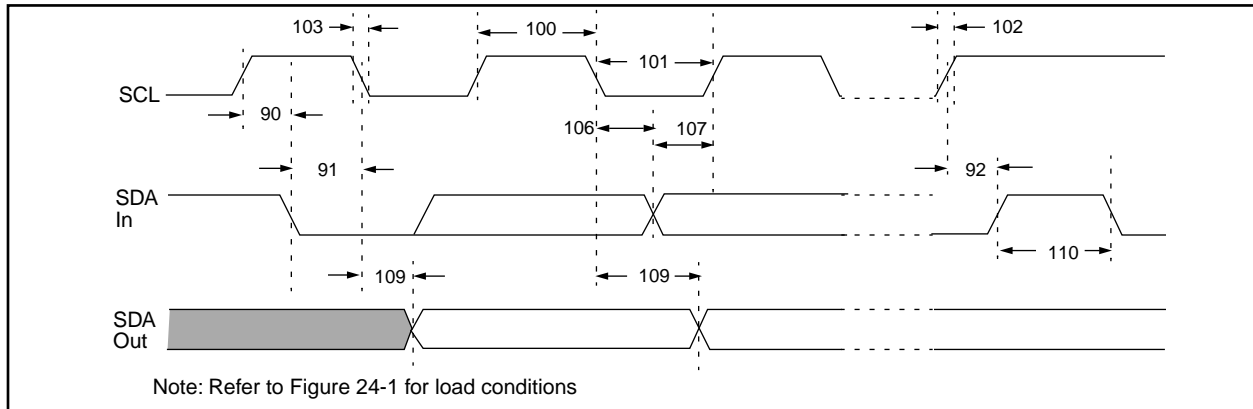 103
100
102
101
SCL
90
106
107
91
92
SDA
In
109
109
110
SDA
Out
Note: Refer to Figure 24-1 for load conditions